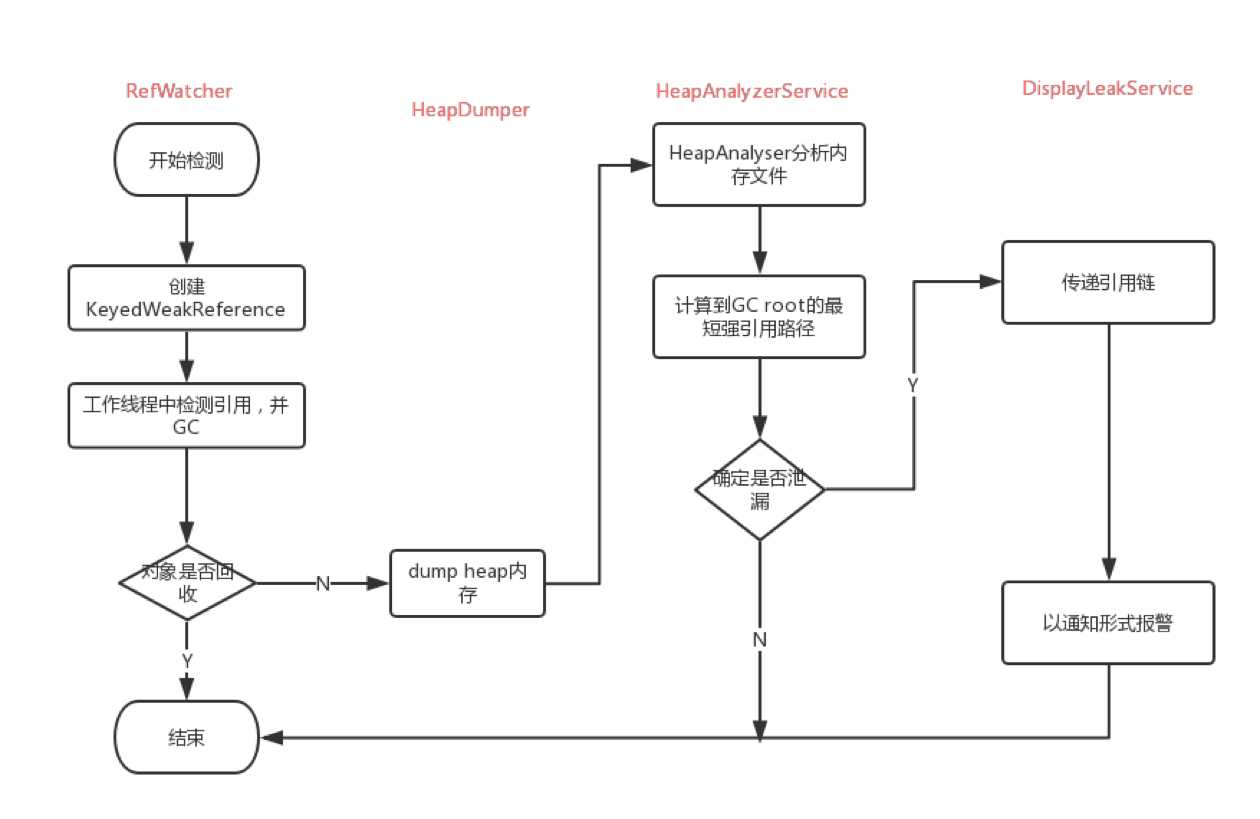 RefWatcher
HeapDumper
HeapAnalyzerService
DisplayLeakService
开始检测
创建
KeyedWeakReference
工作线程中检测引用，并
GC
对象是否回
收
N
Y
结束
dump heap内
存
HeapAnalyser分析内
存文件
计算到GC root的最
短强引用路径
确定是否泄
漏
Y
N
传递引用链
以通知形式报警